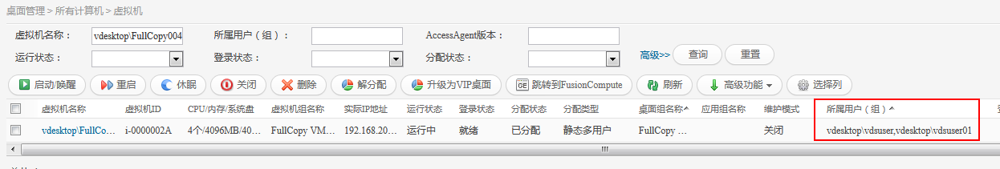 桌面管理 > 所有计算机 > 虚拟机
虚拟机名称： vdesktop\FullCopy004 所属用户（组）： AccessAgent版本：
运行状态： 登录状态： 分配状态： 高级>> 查询 重置
启动/唤醒 重启 休眠 关闭 删除 解分配 升级为VIP桌面 GE 跳转到FusionCompute 刷新 高级功能 选择列
虚拟机名称 虚拟机ID CPU/内存/系统盘 虚拟机组名称 实际IP地址 运行状态 登录状态 分配状态 分配类型 桌面组名称 应用组名称 维护模式 所属用户（组）
vdesktop\FullCo... i-0000002A 4个/4096MB/40... FullCopy VM... 192.168.20... 运行中 就绪 已分配 静态多用户 FullCopy ... 关闭 vdesktop\vdsuser,vdesktop\vdsuser01